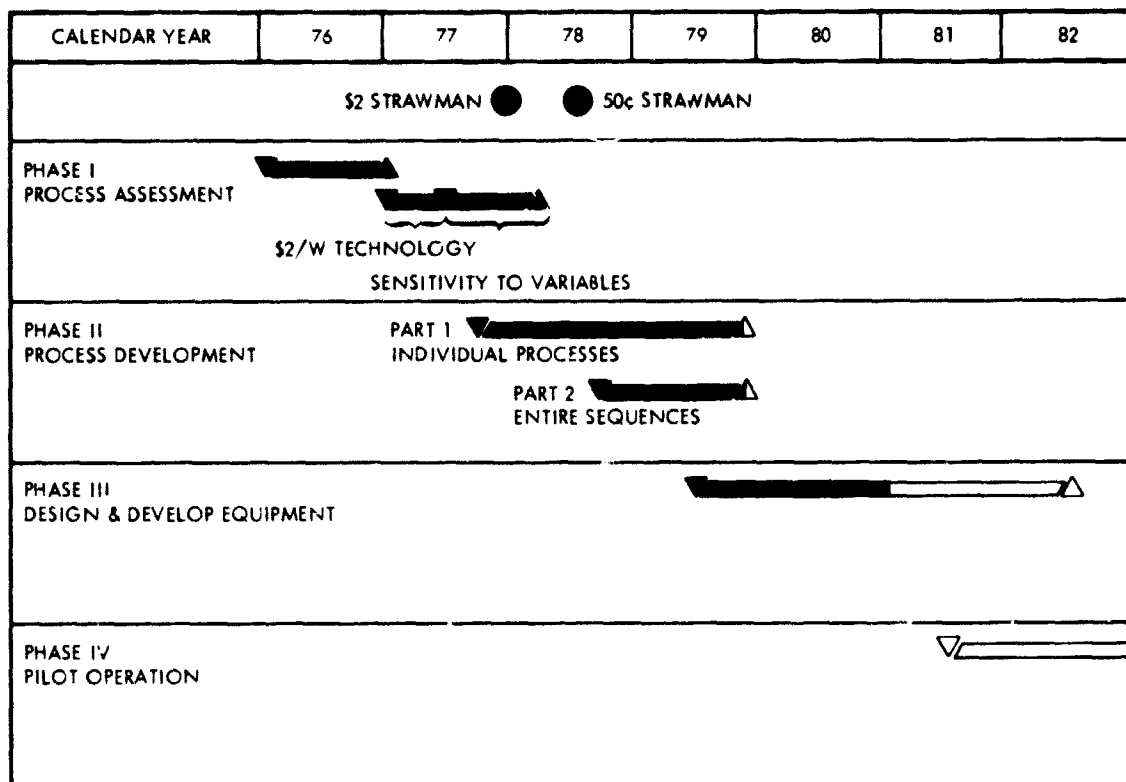 CALENDAR YEAR 76 77 78 79 80 81 82
$2 STRAWMAN 50¢ STRAWMAN
PHASE I
PROCESS ASSESSMENT
$2/W TECHNOLOGY
SENSITIVITY TO VARIABLES
PHASE II PART 1
PROCESS DEVELOPMENT INDIVIDUAL PROCESSES
PART 2
ENTIRE SEQUENCES
PHASE III
DESIGN & DEVELOP EQUIPMENT
PHASE IV
PILOT OPERATION